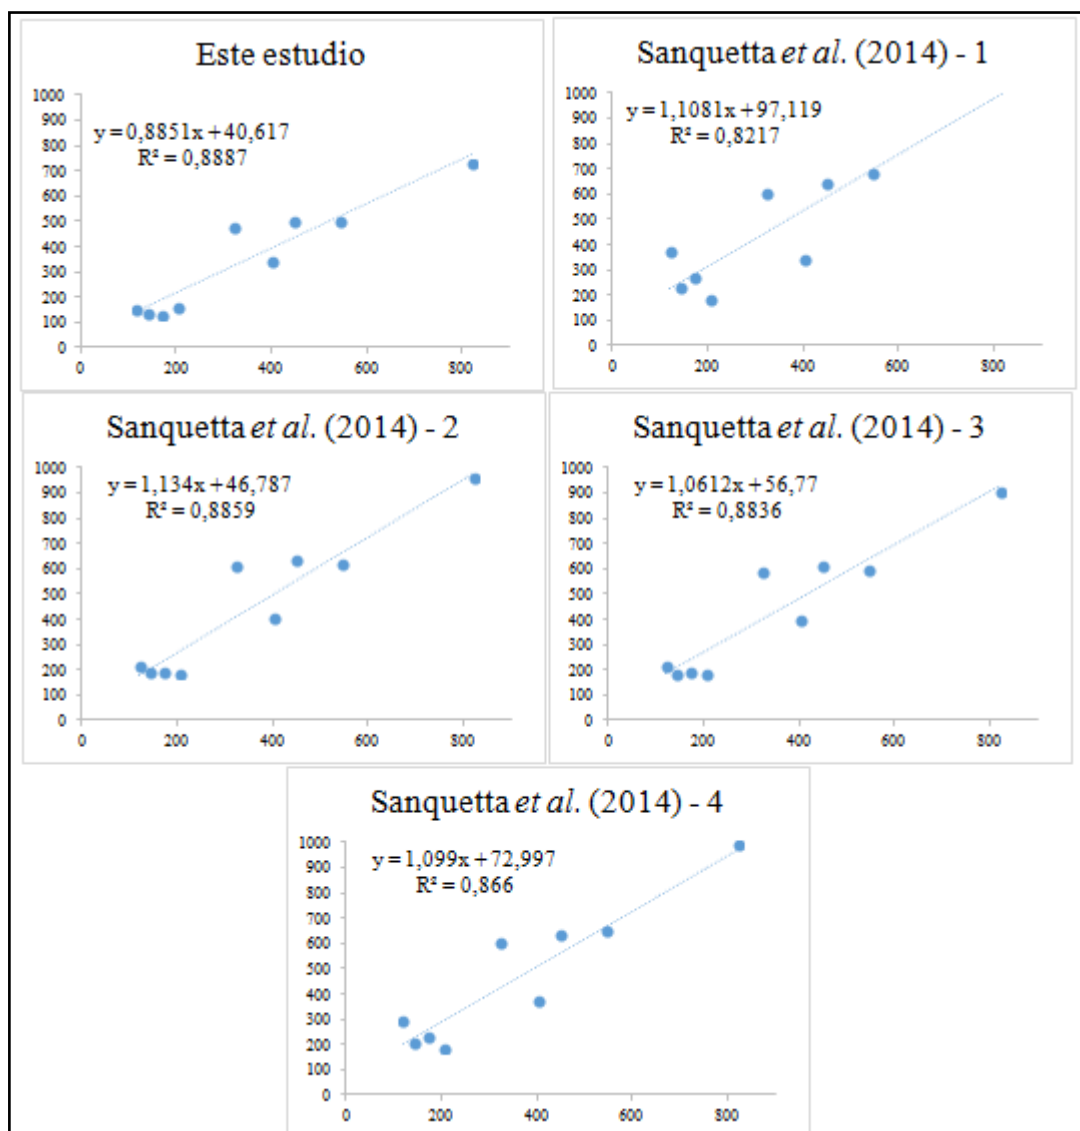 Este estudio
y = 0,8851x + 40,617
R² = 0,8887
1000
900
800
700
600
500
400
300
200
100
0
0 200 400 600 800
Sanquetta et al. (2014) - 1
y = 1,1081x + 97,119
R² = 0,8217
1000
900
800
700
600
500
400
300
200
100
0
0 200 400 600 800
Sanquetta et al. (2014) - 2
y = 1,134x + 46,787
R² = 0,8859
1000
900
800
700
600
500
400
300
200
100
0
0 200 400 600 800
Sanquetta et al. (2014) - 3
y = 1,0612x + 56,77
R² = 0,8836
1000
900
800
700
600
500
400
300
200
100
0
0 200 400 600 800
Sanquetta et al. (2014) - 4
y = 1,099x + 72,997
R² = 0,866
1000
900
800
700
600
500
400
300
200
100
0
0 200 400 600 800